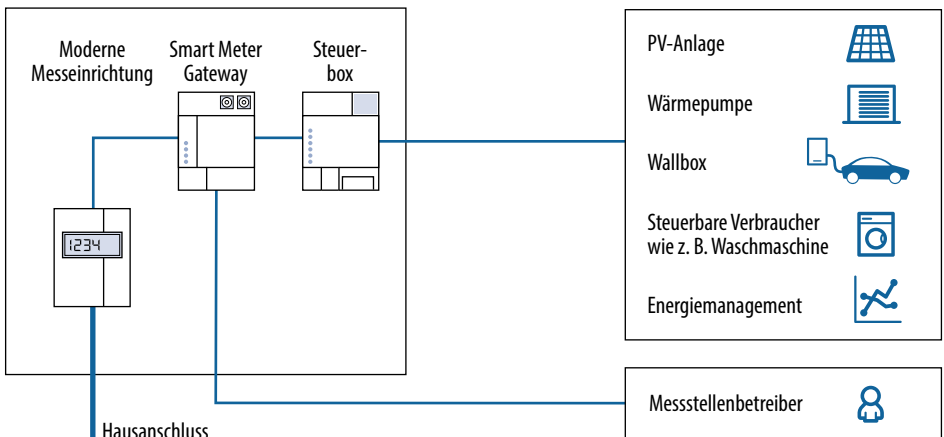 Moderne
Messeinrichtung
Smart Meter
Gateway
Steuer-
box
1234
Hausanschluss
PV-Anlage
Wärmepumpe
Wallbox
Steuerbare Verbraucher
wie z. B. Waschmaschine
Energiemanagement
Messstellenbetreiber